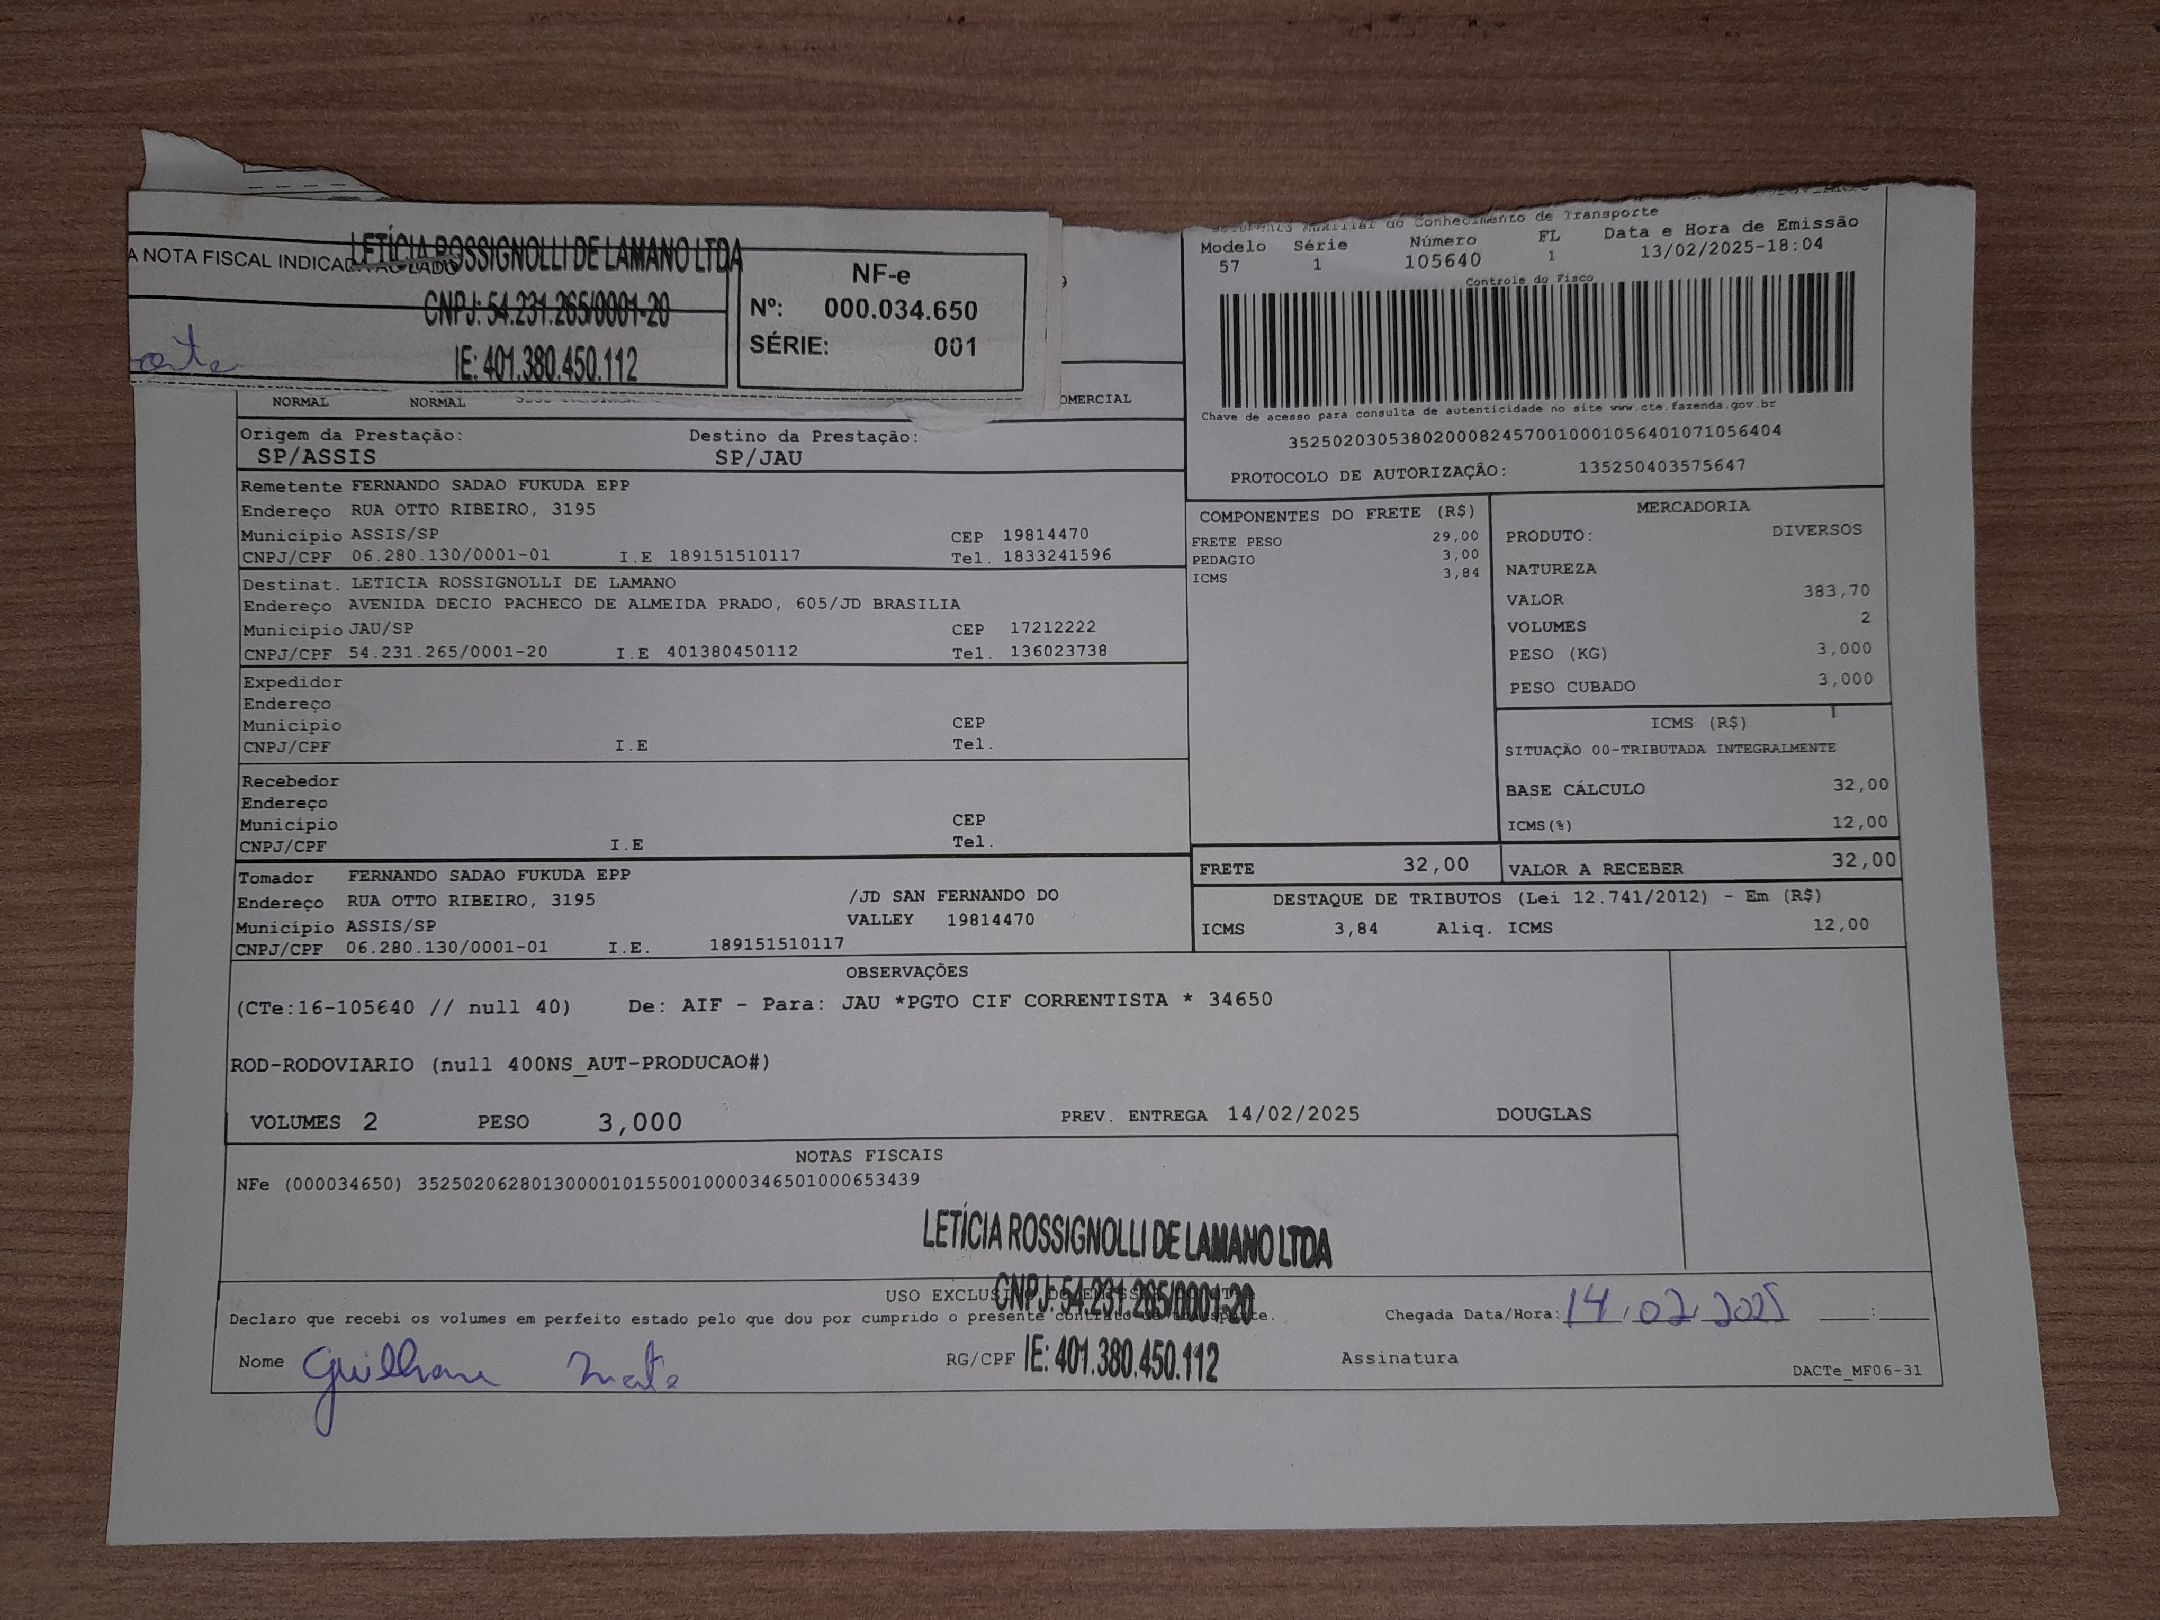 LETÍCIA ROSSIGNOLLI DE LAMANO LTDA
A NOTA FISCAL INDICADA AO LADO
CNPJ: 54.231.265/0001-20
IE: 401.380.450.112
NF-e
Nº: 000.034.650
SÉRIE: 001
Conhecimento de Transporte
Modelo Série Número FL Data e Hora de Emissão
57 1 105640 1 13/02/2025-18:04
Controle do Fisco
Chave de acesso para consulta de autenticidade no site www.cte.fazenda.gov.br
35250203053802000824570010001056401071056404
PROTOCOLO DE AUTORIZAÇÃO: 135250403575647
NORMAL NORMAL OMERCIAL
Origem da Prestação: Destino da Prestação:
SP/ASSIS SP/JAU
Remetente FERNANDO SADAO FUKUDA EPP
Endereço RUA OTTO RIBEIRO, 3195
Município ASSIS/SP CEP 19814470
CNPJ/CPF 06.280.130/0001-01 I.E 189151510117 Tel. 1833241596
Destinat. LETICIA ROSSIGNOLLI DE LAMANO
Endereço AVENIDA DECIO PACHECO DE ALMEIDA PRADO, 605/JD BRASILIA
Município JAU/SP CEP 17212222
CNPJ/CPF 54.231.265/0001-20 I.E 401380450112 Tel. 136023738
Expedidor
Endereço
Município CEP
CNPJ/CPF I.E Tel.
Recebedor
Endereço
Município CEP
CNPJ/CPF I.E Tel.
Tomador FERNANDO SADAO FUKUDA EPP
Endereço RUA OTTO RIBEIRO, 3195 /JD SAN FERNANDO DO
Município ASSIS/SP VALLEY 19814470
CNPJ/CPF 06.280.130/0001-01 I.E. 189151510117
COMPONENTES DO FRETE (R$)
FRETE PESO 29,00
PEDAGIO 3,00
ICMS 3,84
MERCADORIA
PRODUTO: DIVERSOS
NATUREZA
VALOR 383,70
VOLUMES 2
PESO (KG) 3,000
PESO CUBADO 3,000
ICMS (R$)
SITUAÇÃO 00-TRIBUTADA INTEGRALMENTE
BASE CÁLCULO 32,00
ICMS(%) 12,00
FRETE 32,00 VALOR A RECEBER 32,00
DESTAQUE DE TRIBUTOS (Lei 12.741/2012) - Em (R$)
ICMS 3,84 Aliq. ICMS 12,00
OBSERVAÇÕES
(CTe:16-105640 // null 40) De: AIF - Para: JAU *PGTO CIF CORRENTISTA * 34650
ROD-RODOVIARIO (null 400NS_AUT-PRODUCAO#)
VOLUMES 2 PESO 3,000 PREV. ENTREGA 14/02/2025 DOUGLAS
NOTAS FISCAIS
NFe (000034650) 35250206280130000101550010000346501000653439
LETÍCIA ROSSIGNOLLI DE LAMANO LTDA
CNPJ: 54.231.265/0001-20
USO EXCLUSIVO
Declaro que recebi os volumes em perfeito estado pelo que dou por cumprido o presente contrato de transporte. Chegada Data/Hora: 14.02.2025 :
Nome RG/CPF IE: 401.380.450.112 Assinatura
DACTe_MF06-31